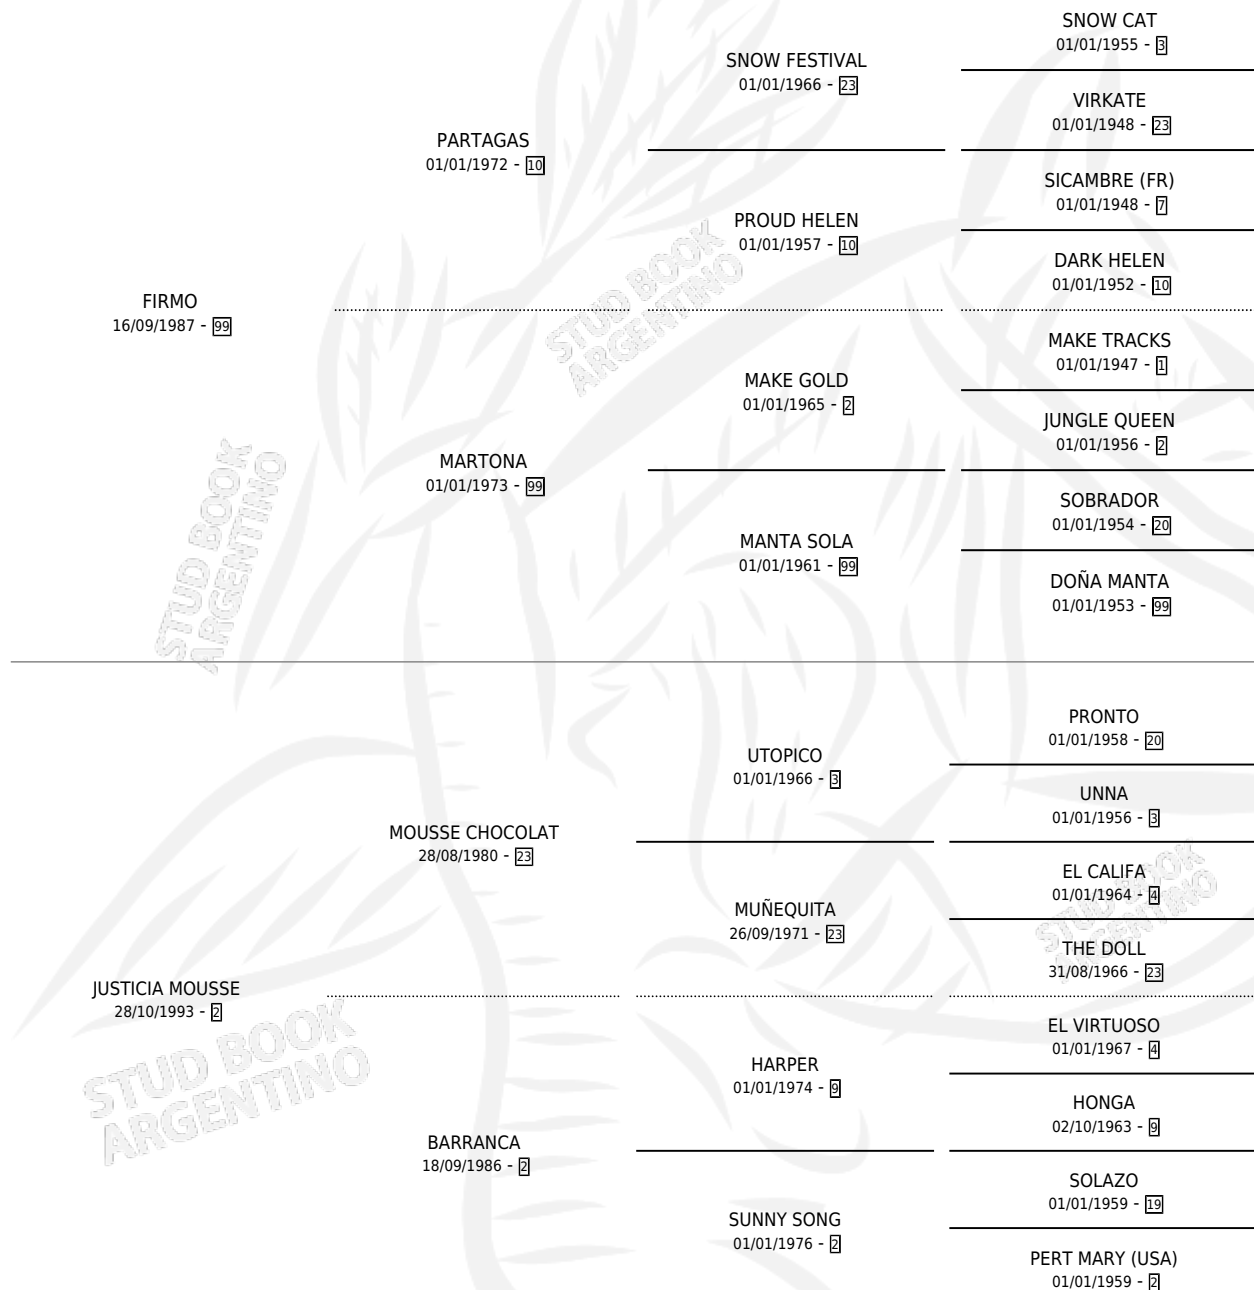 SNOW CAT
01/01/1955 - 3
SNOW FESTIVAL
01/01/1966 - 23
VIRKATE
01/01/1948 - 23
PARTAGAS
01/01/1972 - 10
SICAMBRE (FR)
01/01/1948 - 7
PROUD HELEN
01/01/1957 - 10
DARK HELEN
01/01/1952 - 10
FIRMO
16/09/1987 - 99
MAKE TRACKS
01/01/1947 - 1
MAKE GOLD
01/01/1965 - 2
JUNGLE QUEEN
01/01/1956 - 2
MARTONA
01/01/1973 - 99
SOBRADOR
01/01/1954 - 20
MANTA SOLA
01/01/1961 - 99
DOÑA MANTA
01/01/1953 - 99
PRONTO
01/01/1958 - 20
UTOPICO
01/01/1966 - 3
UNNA
01/01/1956 - 3
MOUSSE CHOCOLAT
28/08/1980 - 23
EL CALIFA
01/01/1964 - 4
MUÑEQUITA
26/09/1971 - 23
THE DOLL
31/08/1966 - 23
JUSTICIA MOUSSE
28/10/1993 - 2
EL VIRTUOSO
01/01/1967 - 4
HARPER
01/01/1974 - 9
HONGA
02/10/1963 - 9
BARRANCA
18/09/1986 - 2
SOLAZO
01/01/1959 - 19
SUNNY SONG
01/01/1976 - 2
PERT MARY (USA)
01/01/1959 - 2
STUD BOOK
ARGENTINO
STUD BOOK
ARGENTINO
STUD BOOK
ARGENTINO
STUD BOOK
ARGENTINO